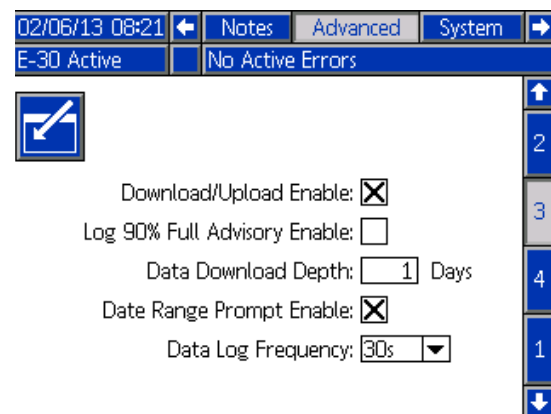 02/06/13 08:21 Notes Advanced System
E-30 Active No Active Errors
2
Download/Upload Enable:
3
Log 90% Full Advisory Enable:
Data Download Depth: 1 Days
4
Date Range Prompt Enable:
Data Log Frequency: 30s
1